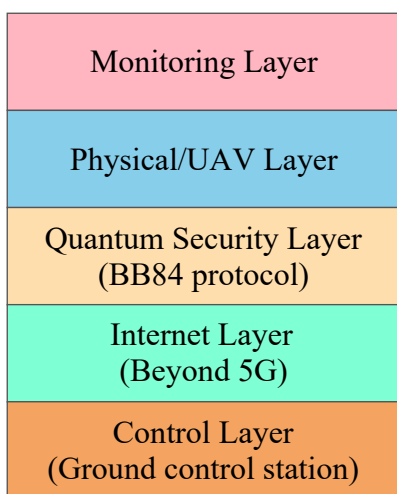 Monitoring Layer
Physical/UAV Layer
Quantum Security Layer
(BB84 protocol)
Internet Layer
(Beyond 5G)
Control Layer
(Ground control station)